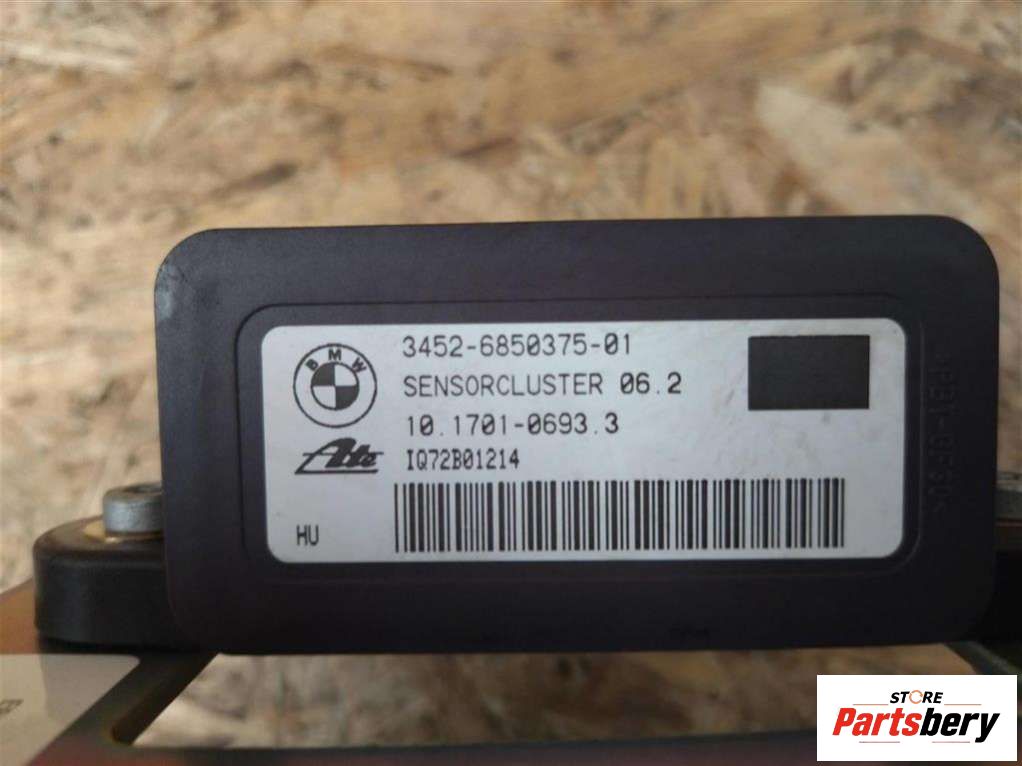 BMW
3452-6850375-01
SENSORCLUSTER 06.2
10.1701-0693.3
Ate
IQ72B01214
HU
STORE
Partsbery